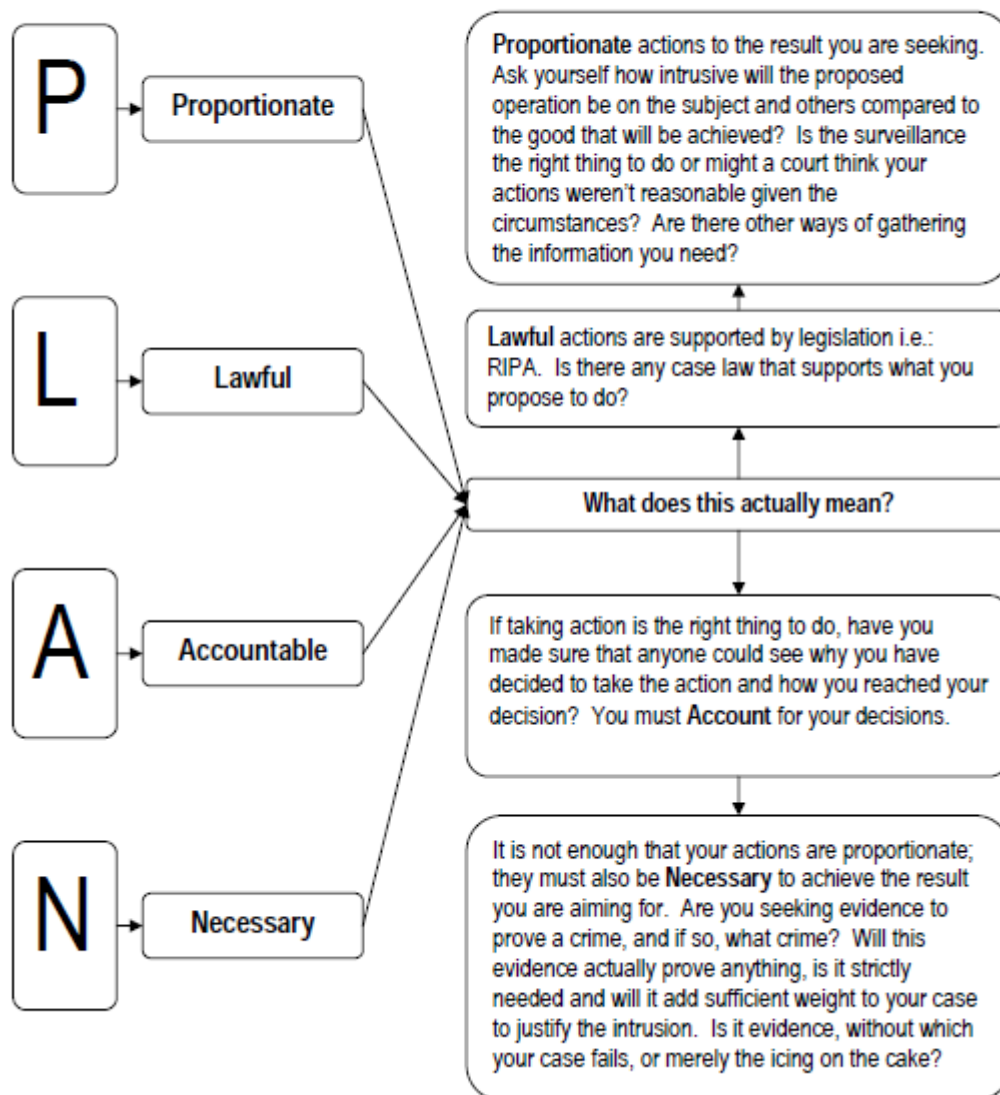 P
Proportionate
L
Lawful
A
Accountable
N
Necessary
Proportionate actions to the result you are seeking.
Ask yourself how intrusive will the proposed
operation be on the subject and others compared to
the good that will be achieved?  Is the surveillance
the right thing to do or might a court think your
actions weren't reasonable given the
circumstances?  Are there other ways of gathering
the information you need?
Lawful actions are supported by legislation i.e.:
RIPA.  Is there any case law that supports what you
propose to do?
What does this actually mean?
If taking action is the right thing to do, have you
made sure that anyone could see why you have
decided to take the action and how you reached your
decision?  You must Account for your decisions.
It is not enough that your actions are proportionate;
they must also be Necessary to achieve the result
you are aiming for.  Are you seeking evidence to
prove a crime, and if so, what crime?  Will this
evidence actually prove anything, is it strictly
needed and will it add sufficient weight to your case
to justify the intrusion.  Is it evidence, without which
your case fails, or merely the icing on the cake?